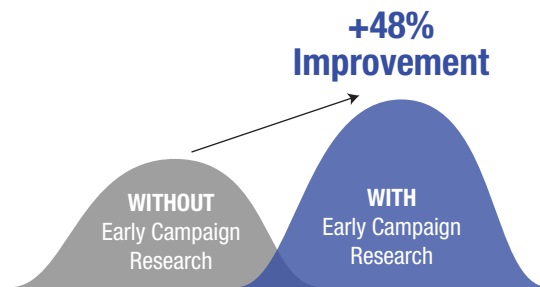 +48%
Improvement
WITHOUT
Early Campaign
Research
WITH
Early Campaign
Research